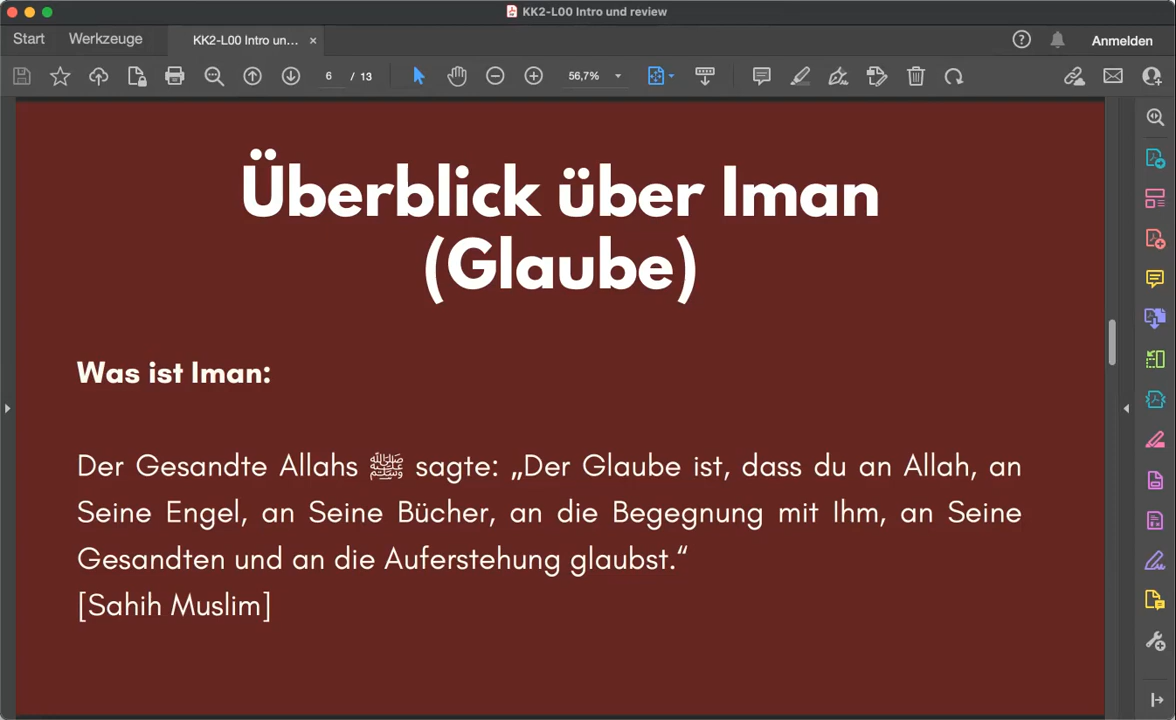 KK2-L00 Intro und review
Start
Werkzeuge
KK2-L00 Intro un...
Anmelden
6 / 13
56,7%
Überblick über Iman
(Glaube)
Was ist Iman:
Der Gesandte Allahs ﷺ sagte: „Der Glaube ist, dass du an Allah, an
Seine Engel, an Seine Bücher, an die Begegnung mit Ihm, an Seine
Gesandten und an die Auferstehung glaubst.“
[Sahih Muslim]